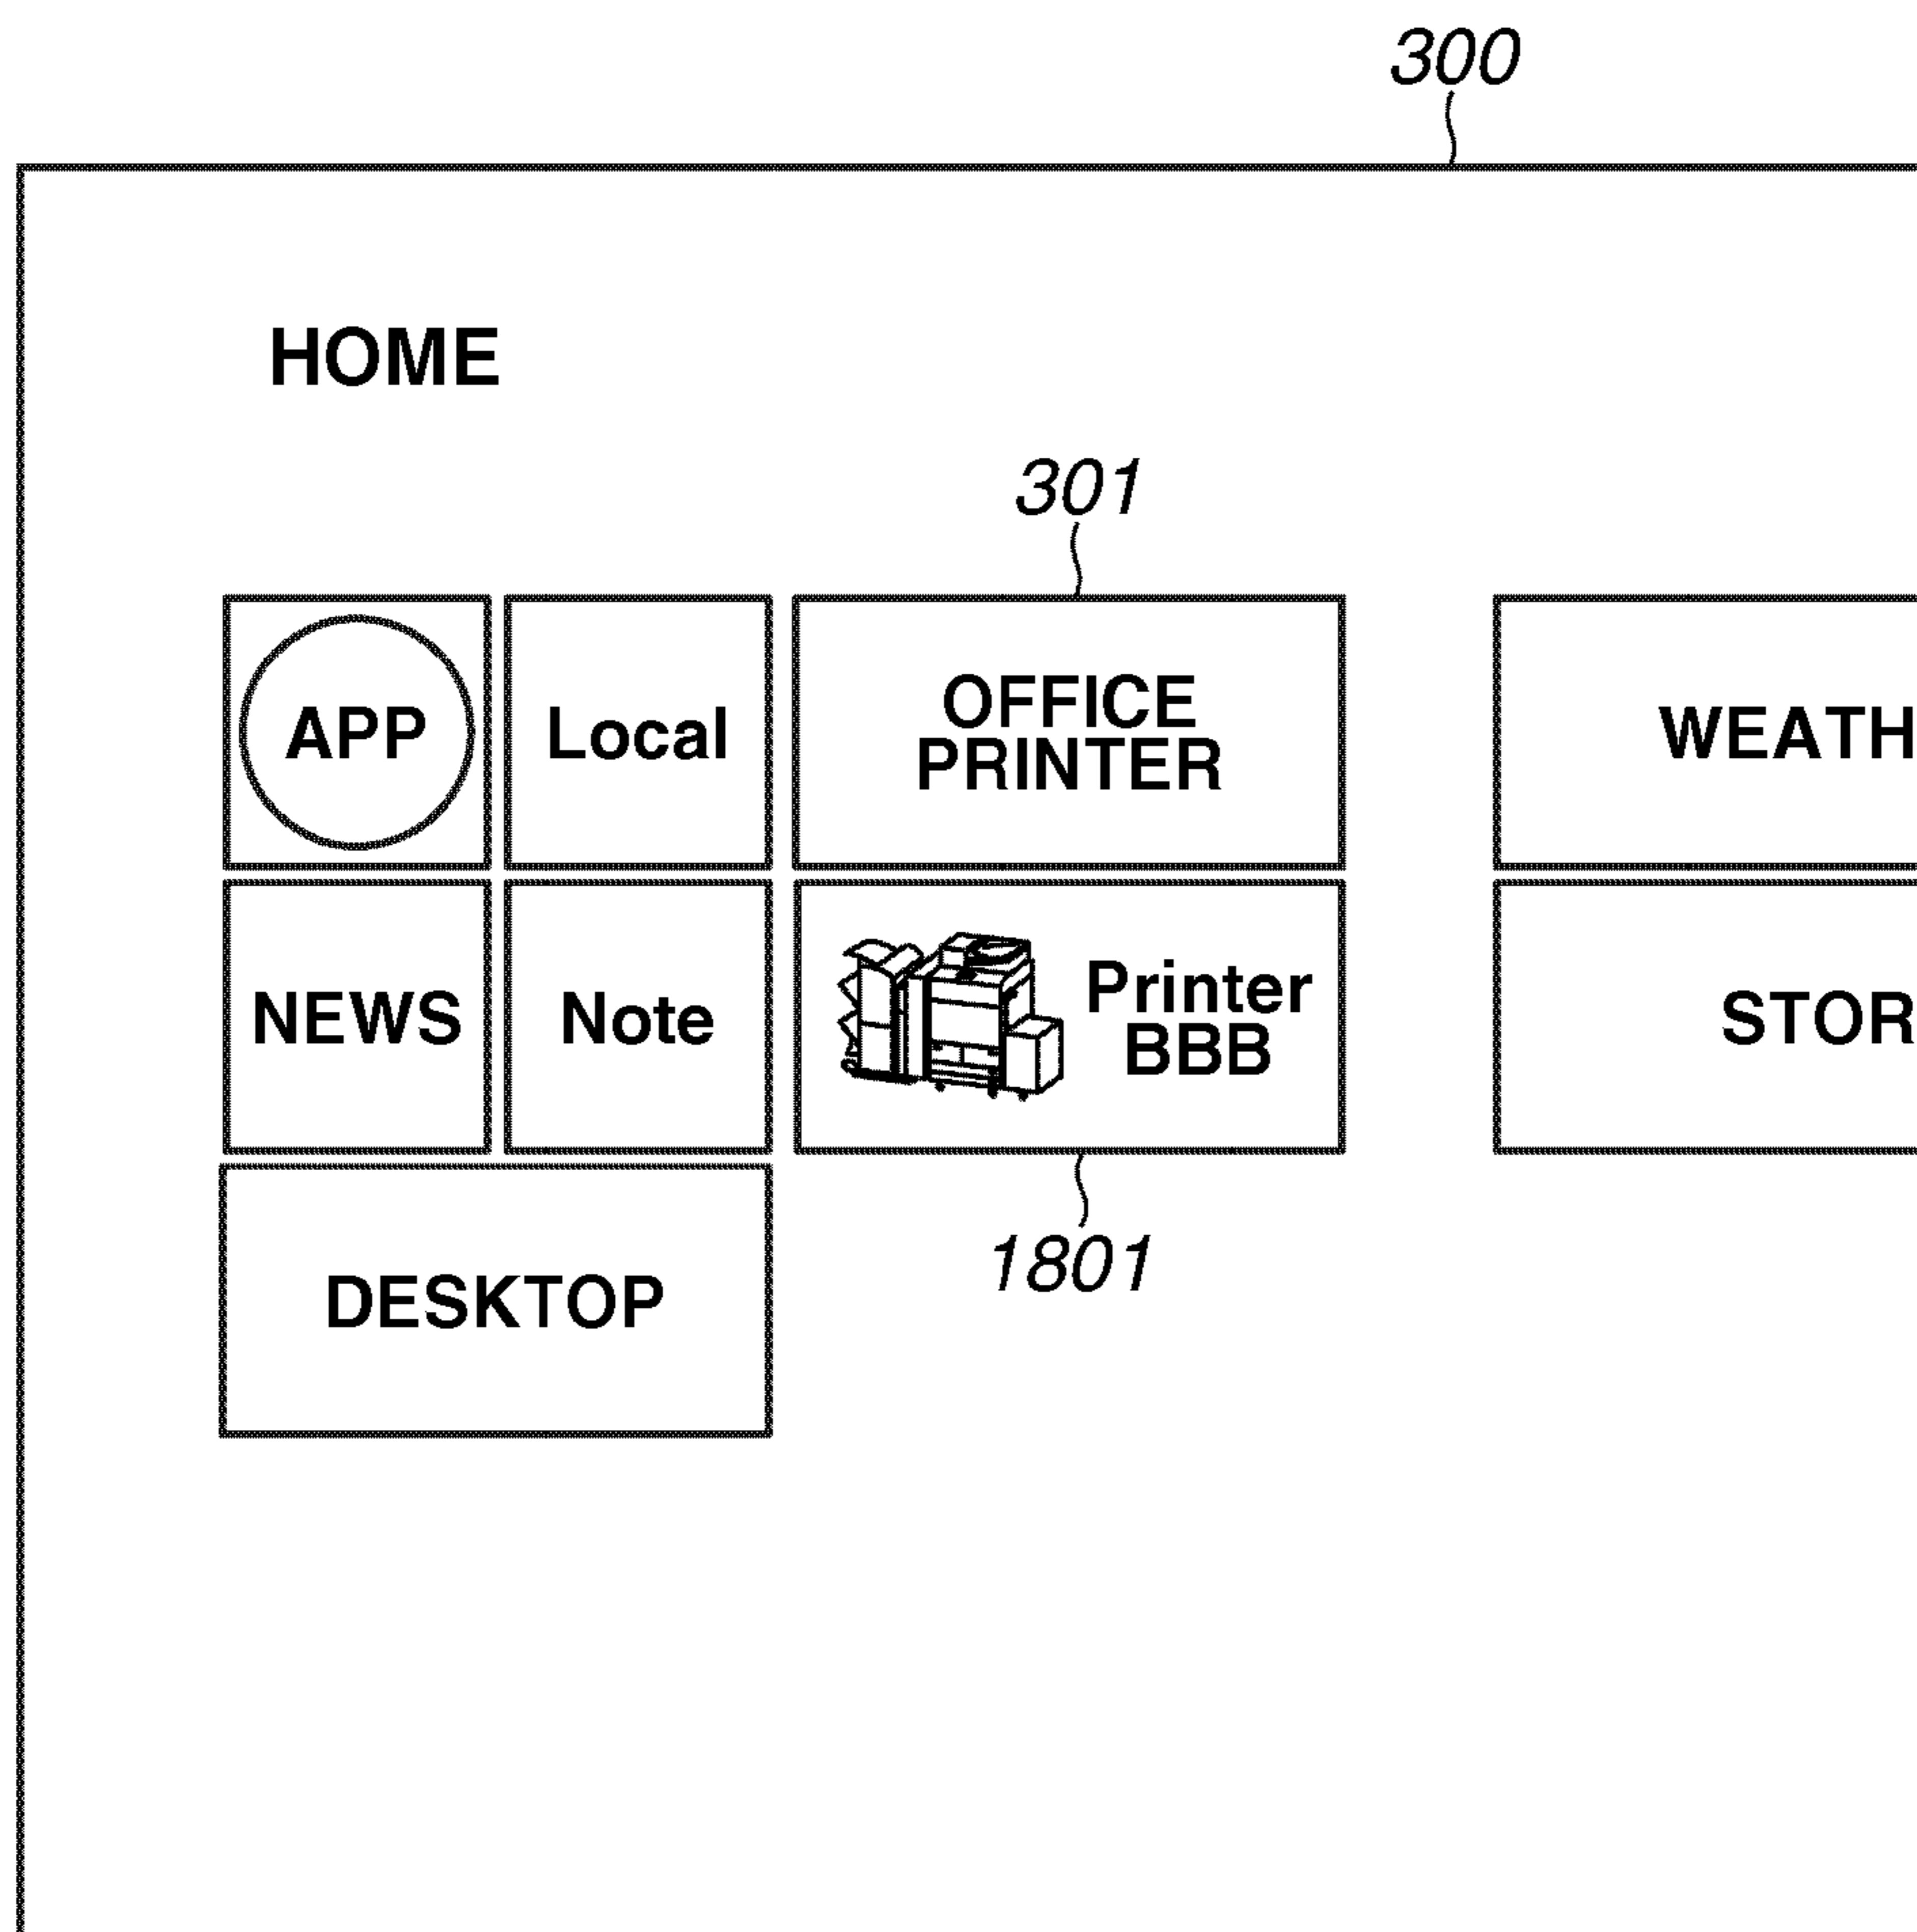 300
HOME
301
APP
Local
OFFICE
PRINTER
WEATH
NEWS
Note
Printer
BBB
STOR
DESKTOP
1801